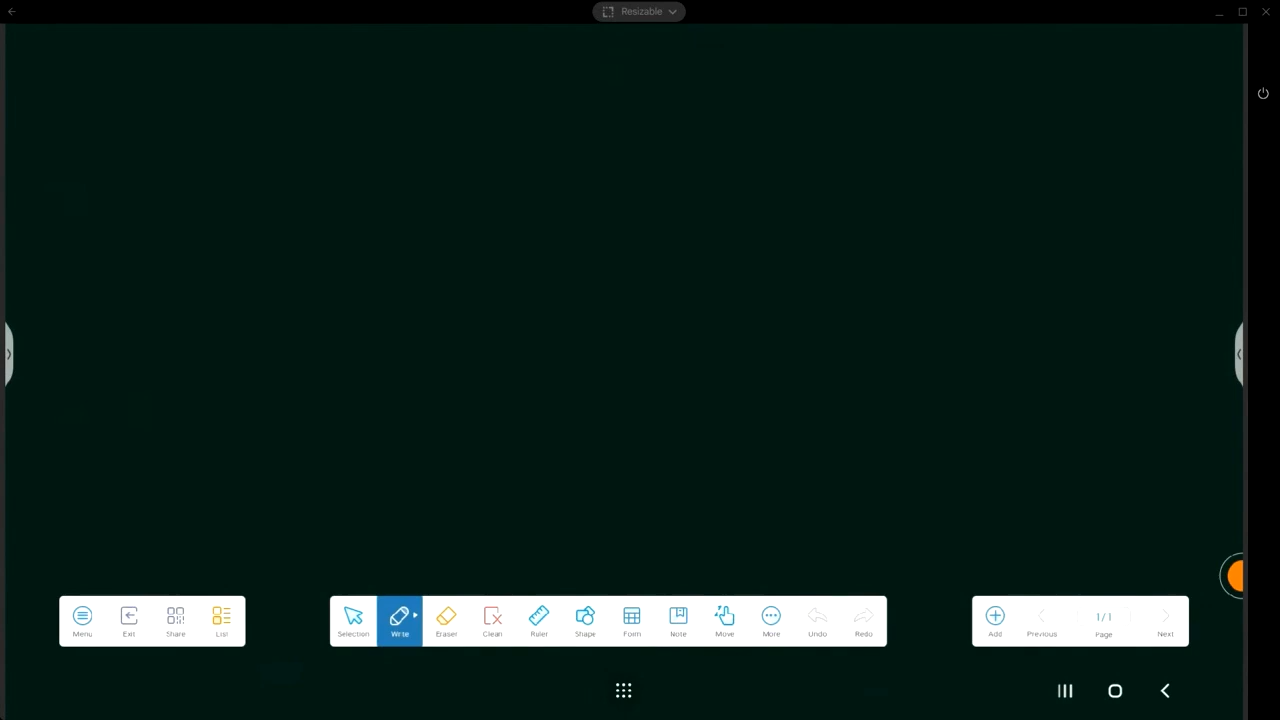 Resizable
Menu Exit Share List
Selection Write Eraser Clean Ruler Shape Form Note Move More Undo Redo
Add Previous 1/1 Page Next